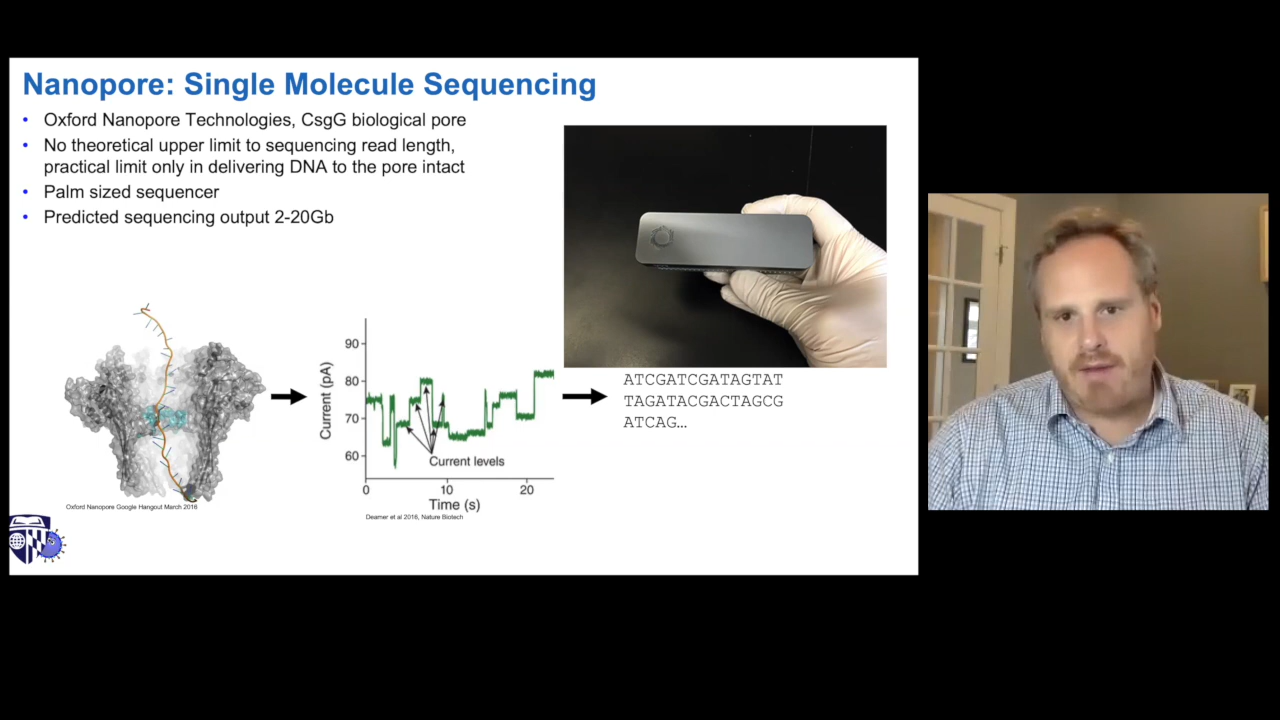 Nanopore: Single Molecule Sequencing
• Oxford Nanopore Technologies, CsgG biological pore
• No theoretical upper limit to sequencing read length,
practical limit only in delivering DNA to the pore intact
• Palm sized sequencer
• Predicted sequencing output 2-20Gb
Oxford Nanopore Google Hangout March 2016
Current (pA)
90
80
70
60
Current levels
0
10
20
Time (s)
Deamer et al 2016, Nature Biotech
ATCGATCGATAGTAT
TAGATACGACTAGCG
ATCAG…